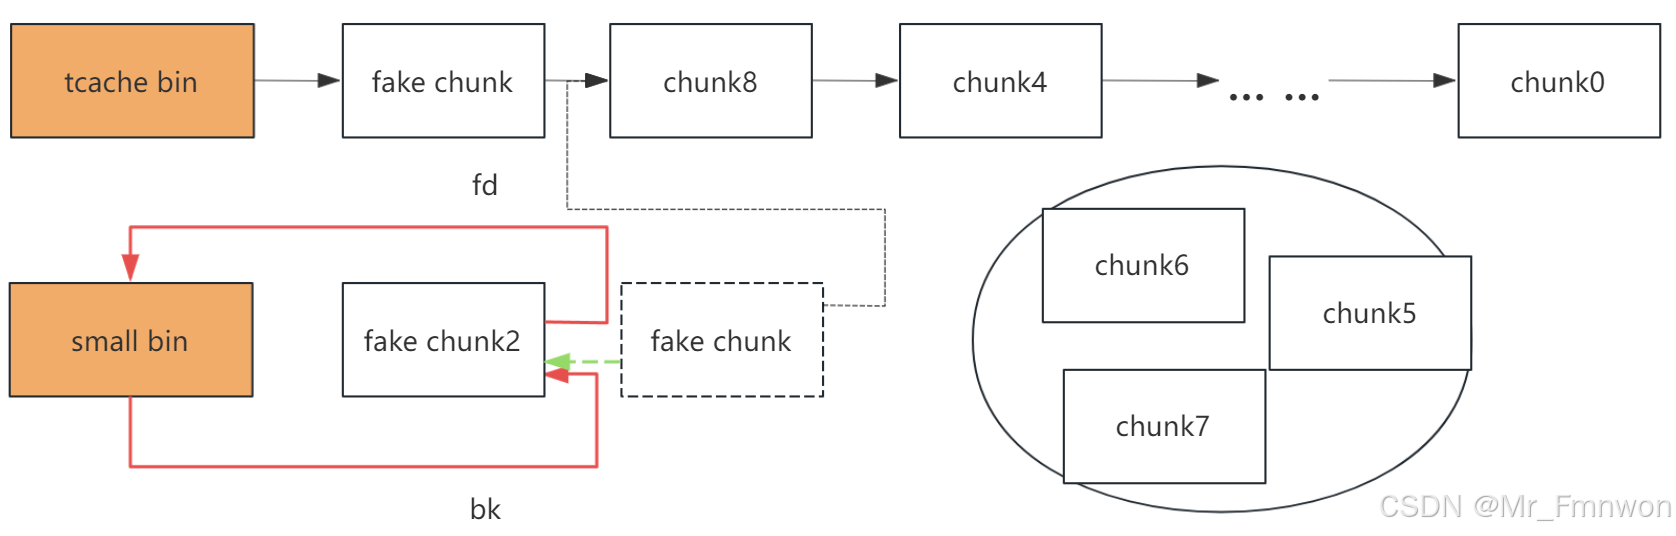 tcache bin
fake chunk
chunk8
chunk4
... ...
chunk0
fd
chunk6
chunk5
small bin
fake chunk2
fake chunk
chunk7
bk
CSDN @Mr_Fmnwon